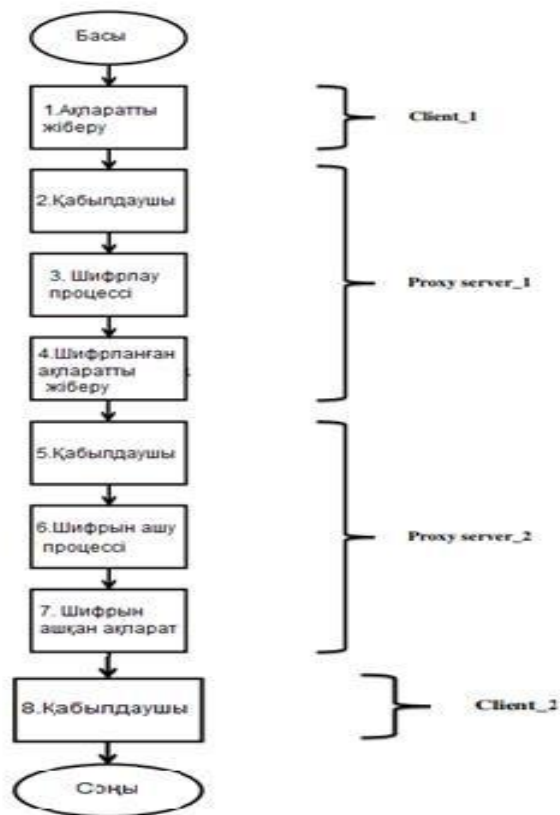 Басы
1.Ақпаратты
жіберу
Client_1
2.Қабылдаушы
3. Шифрлау
процессі
Proxy server_1
4.Шифрланған
ақпаратты
жіберу
5.Қабылдаушы
6.Шифрын ашу
процессі
Proxy server_2
7. Шифрын
ашқан ақпарат
8.Қабылдаушы
Client_2
Соңы